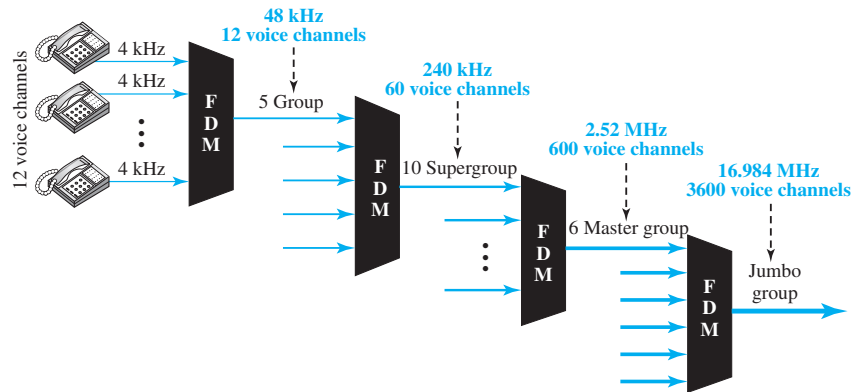 12 voice channels
4 kHz
4 kHz
4 kHz
F
D
M
48 kHz
12 voice channels
5 Group
F
D
M
240 kHz
60 voice channels
10 Supergroup
F
D
M
2.52 MHz
600 voice channels
6 Master group
F
D
M
16.984 MHz
3600 voice channels
Jumbo
group